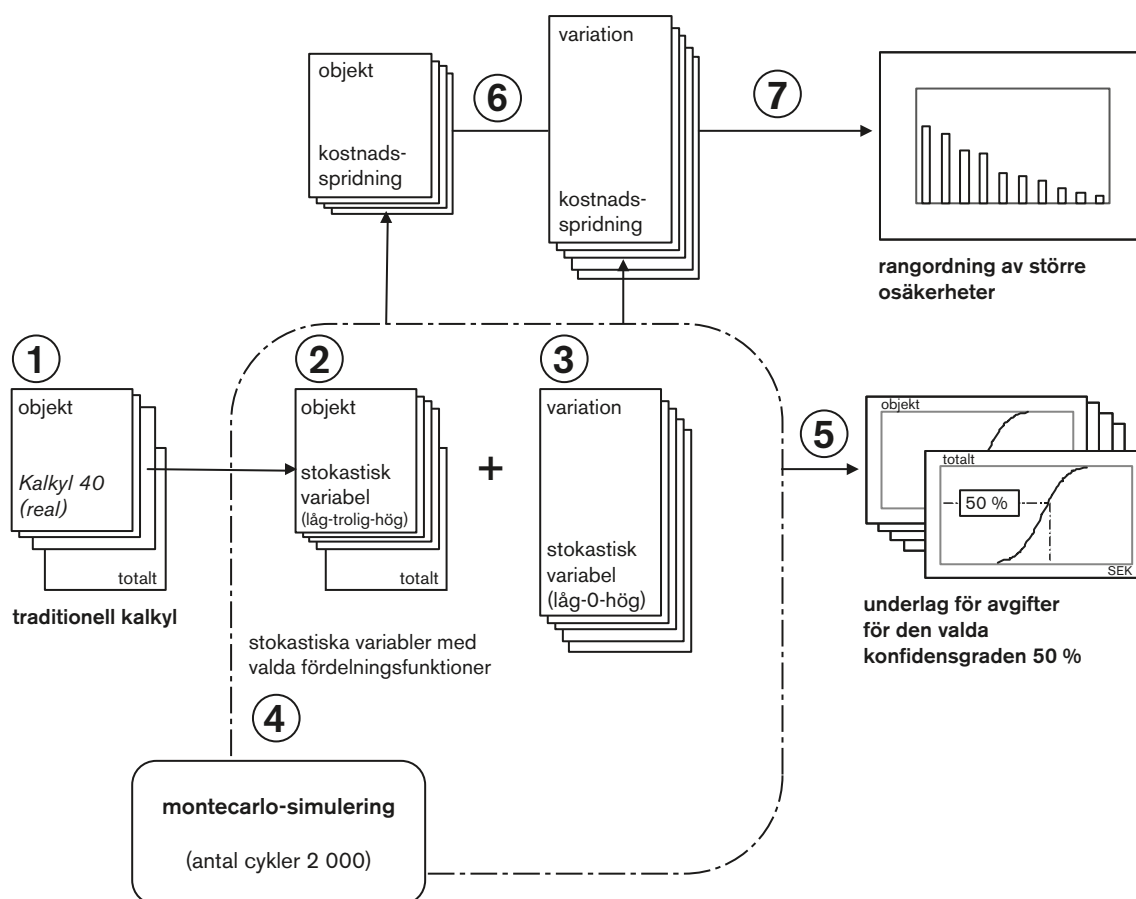 objekt
kostnads-
spridning
6
variation
kostnads-
spridning
7
rangordning av större
osäkerheter
1
objekt
Kalkyl 40
(real)
totalt
traditionell kalkyl
2
objekt
stokastisk
variabel
(låg-trolig-hög)
totalt
+
3
variation
stokastisk
variabel
(låg-0-hög)
stokastiska variabler med
valda fördelningsfunktioner
4
montecarlo-simulering
(antal cykler 2 000)
5
objekt
totalt
50 %
SEK
underlag för avgifter
för den valda
konfidensgraden 50 %